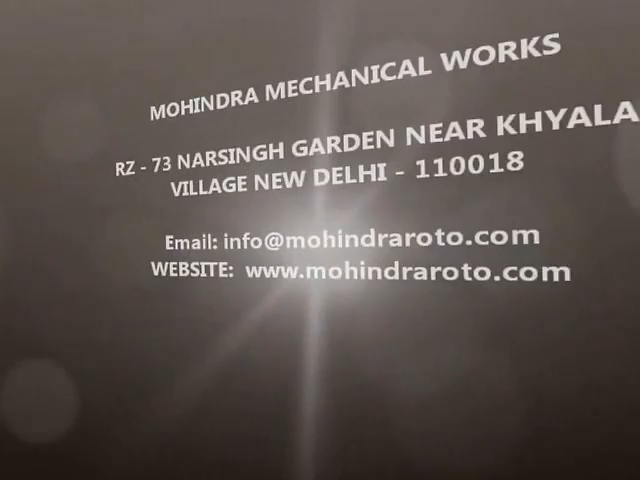 MOHINDRA MECHANICAL WORKS
RZ - 73 NARSINGH GARDEN NEAR KHYALA
VILLAGE NEW DELHI - 110018
Email: info@mohindraroto.com
WEBSITE: www.mohindraroto.com